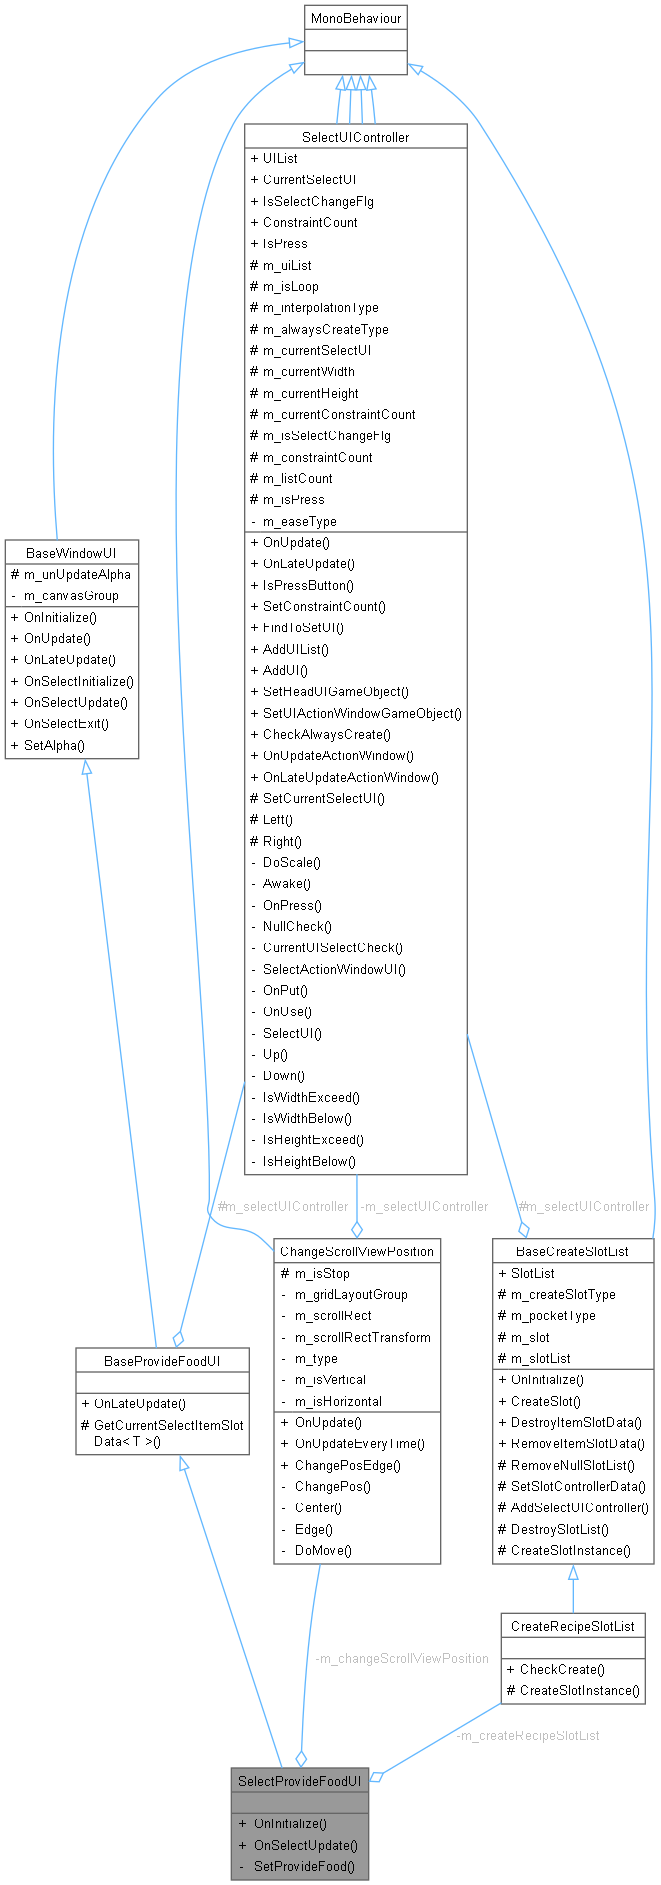 MonoBehaviour
SelectUIController
+ UIList
+ CurrentSelectUI
+ IsSelectChangeFlg
+ ConstraintCount
+ IsPress
# m_uiList
# m_isLoop
# m_interpolationType
# m_alwaysCreateType
# m_currentSelectUI
# m_currentWidth
# m_currentHeight
# m_currentConstraintCount
# m_isSelectChangeFlg
# m_constraintCount
# m_listCount
# m_isPress
- m_easeType
+ OnUpdate()
+ OnLateUpdate()
+ IsPressButton()
+ SetConstraintCount()
+ FindToSetUI()
+ AddUIList()
+ AddUI()
+ SetHeadUIGameObject()
+ SetUIActionWindowGameObject()
+ CheckAlwaysCreate()
+ OnUpdateActionWindow()
+ OnLateUpdateActionWindow()
# SetCurrentSelectUI()
# Left()
# Right()
- DoScale()
- Awake()
- OnPress()
- NullCheck()
- CurrentUISelectCheck()
- SelectActionWindowUI()
- OnPut()
- OnUse()
- SelectUI()
- Up()
- Down()
- IsWidthExceed()
- IsWidthBelow()
- IsHeightExceed()
- IsHeightBelow()
BaseWindowUI
# m_unUpdateAlpha
- m_canvasGroup
+ OnInitialize()
+ OnUpdate()
+ OnLateUpdate()
+ OnSelectInitialize()
+ OnSelectUpdate()
+ OnSelectExit()
+ SetAlpha()
#m_selectUIController
-m_selectUIController
#m_selectUIController
ChangeScrollViewPosition
# m_isStop
- m_gridLayoutGroup
- m_scrollRect
- m_scrollRectTransform
- m_type
- m_isVertical
- m_isHorizontal
+ OnUpdate()
+ OnUpdateEveryTime()
+ ChangePosEdge()
- ChangePos()
- Center()
- Edge()
- DoMove()
BaseCreateSlotList
+ SlotList
# m_createSlotType
# m_pocketType
# m_slot
# m_slotList
+ OnInitialize()
+ CreateSlot()
+ DestroyItemSlotData()
+ RemoveItemSlotData()
# RemoveNullSlotList()
# SetSlotControllerData()
# AddSelectUIController()
# DestroySlotList()
# CreateSlotInstance()
BaseProvideFoodUI
+ OnLateUpdate()
# GetCurrentSelectItemSlot
Data< T >()
CreateRecipeSlotList
+ CheckCreate()
# CreateSlotInstance()
-m_changeScrollViewPosition
-m_createRecipeSlotList
SelectProvideFoodUI
+ OnInitialize()
+ OnSelectUpdate()
- SetProvideFood()